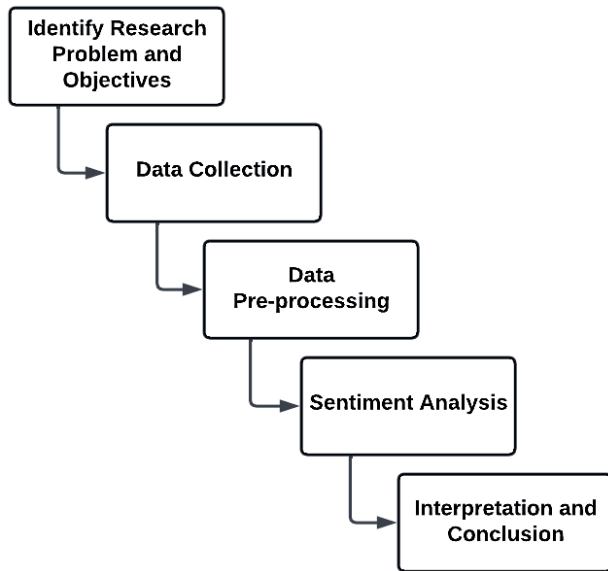 Identify Research
Problem and
Objectives
Data Collection
Data
Pre-processing
Sentiment Analysis
Interpretation and
Conclusion